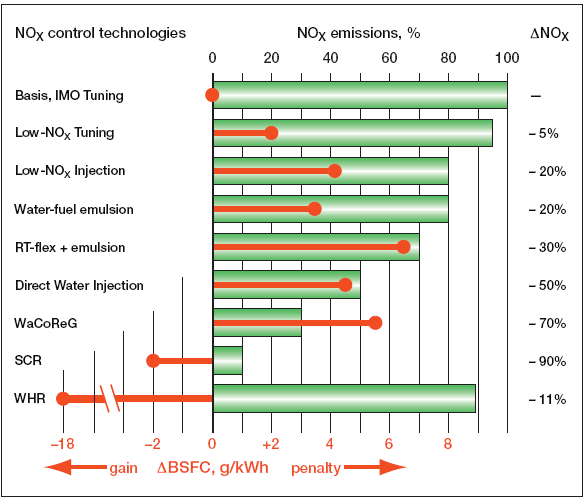 NOX control technologies NOX emissions, % ΔNOX
0 20 40 60 80 100
Basis, IMO Tuning –
Low-NOX Tuning – 5%
Low-NOX Injection – 20%
Water-fuel emulsion – 20%
RT-flex + emulsion – 30%
Direct Water Injection – 50%
WaCoReG – 70%
SCR – 90%
WHR – 11%
–18 –2 0 +2 4 6 8
gain ΔBSFC, g/kWh penalty